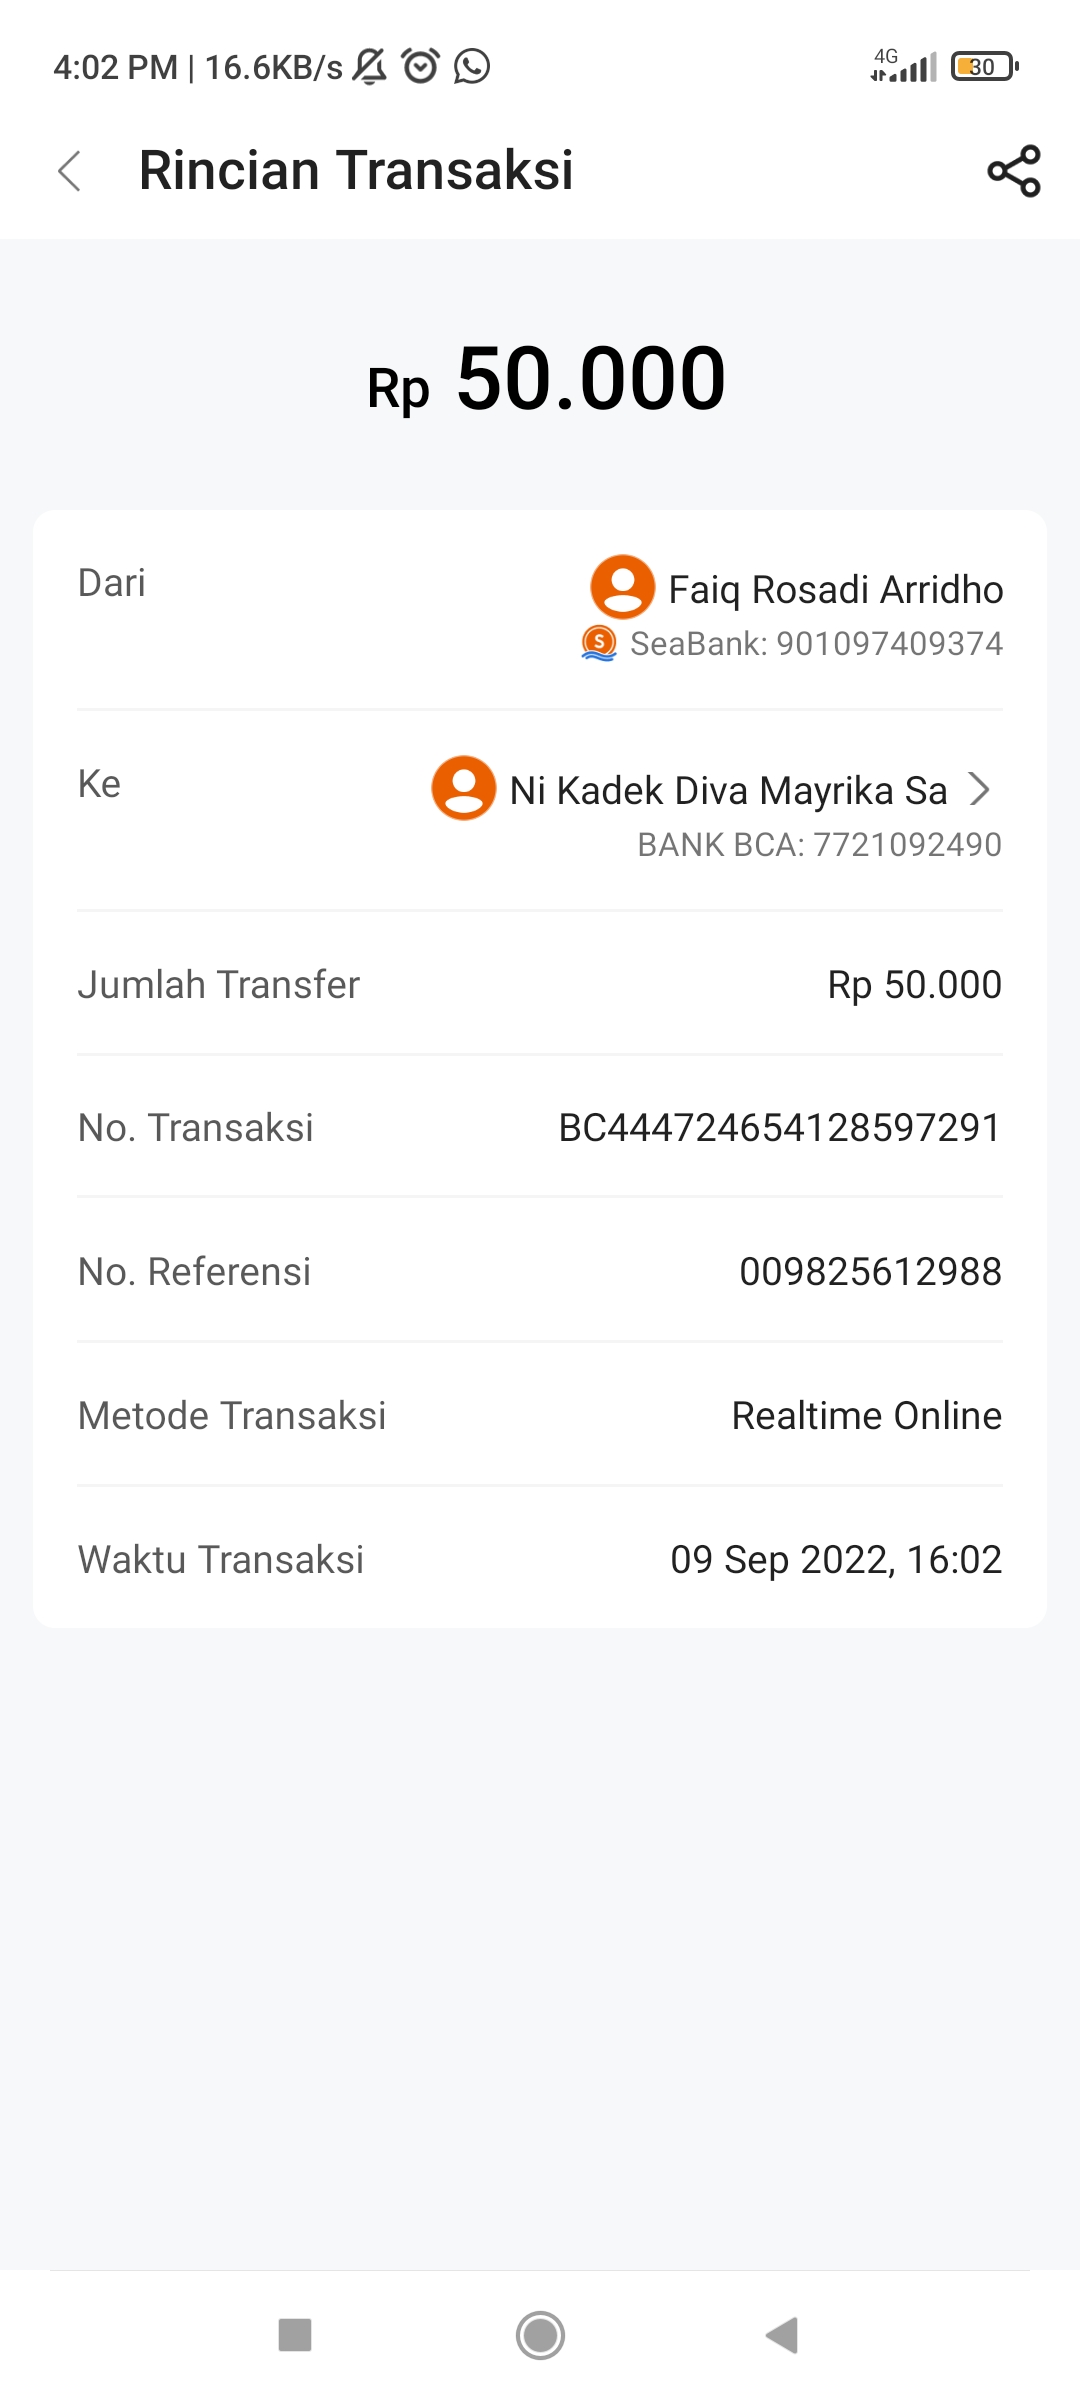 4:02 PM | 16.6KB/s
4G
30
Rincian Transaksi
Rp 50.000
Dari
Faiq Rosadi Arridho
SeaBank: 901097409374
Ke
Ni Kadek Diva Mayrika Sa
BANK BCA: 7721092490
Jumlah Transfer
Rp 50.000
No. Transaksi
BC444724654128597291
No. Referensi
009825612988
Metode Transaksi
Realtime Online
Waktu Transaksi
09 Sep 2022, 16:02